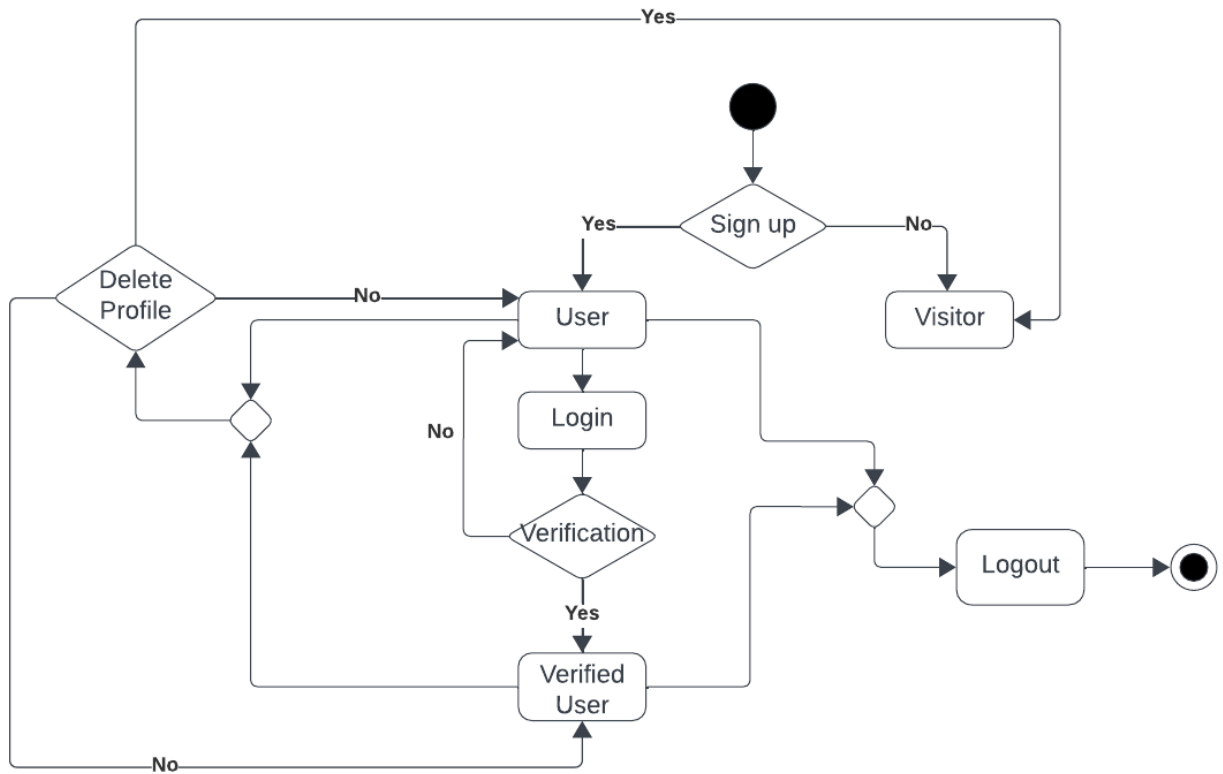 Yes
Sign up
Yes
No
Delete
Profile
No
User
Visitor
Login
No
Verification
Logout
Yes
Verified
User
No